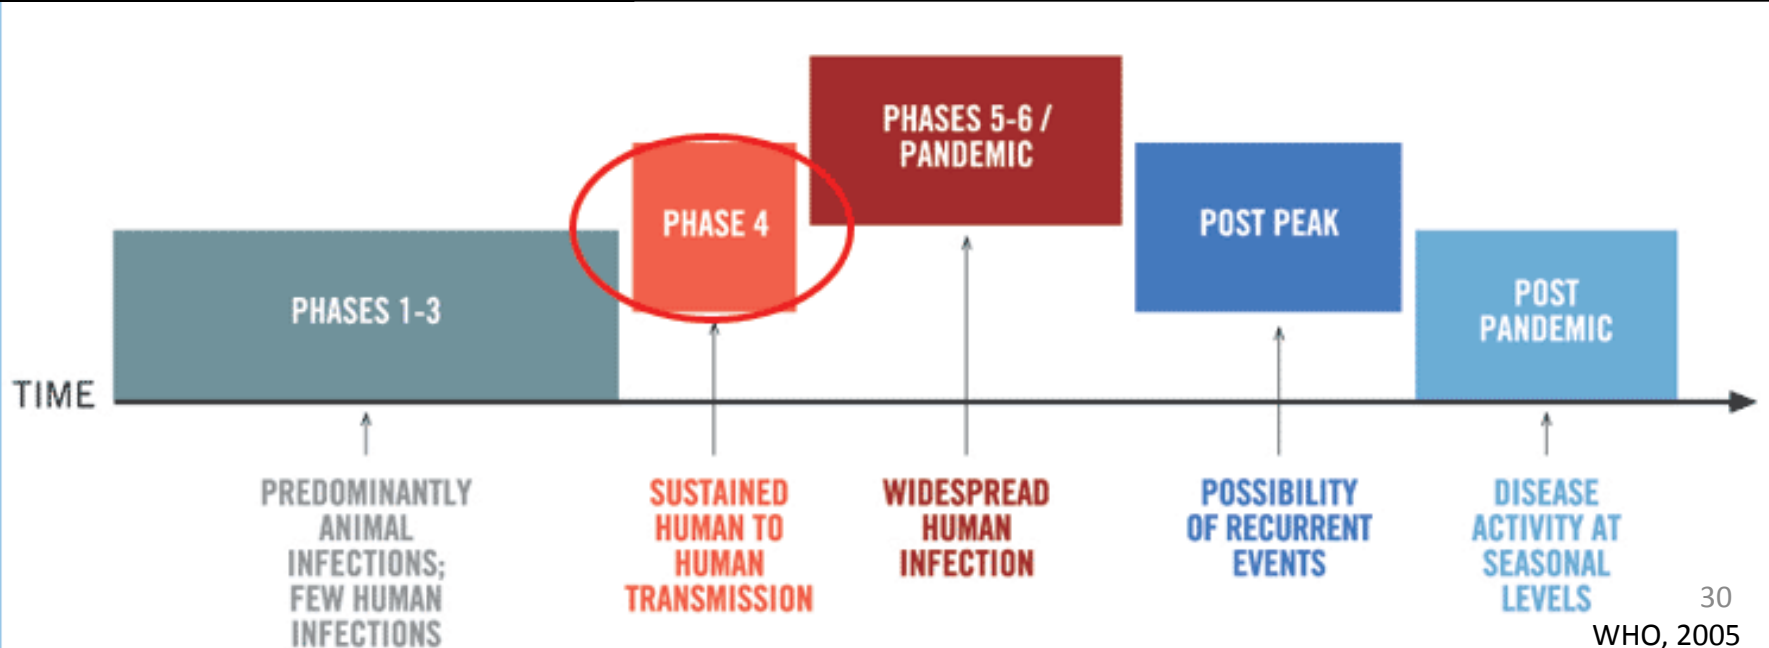 PHASES 5-6 /
PANDEMIC
PHASE 4
POST PEAK
PHASES 1-3
POST
PANDEMIC
TIME
PREDOMINANTLY
ANIMAL
INFECTIONS;
FEW HUMAN
INFECTIONS
SUSTAINED
HUMAN TO
HUMAN
TRANSMISSION
WIDESPREAD
HUMAN
INFECTION
POSSIBILITY
OF RECURRENT
EVENTS
DISEASE
ACTIVITY AT
SEASONAL
LEVELS
30
WHO, 2005